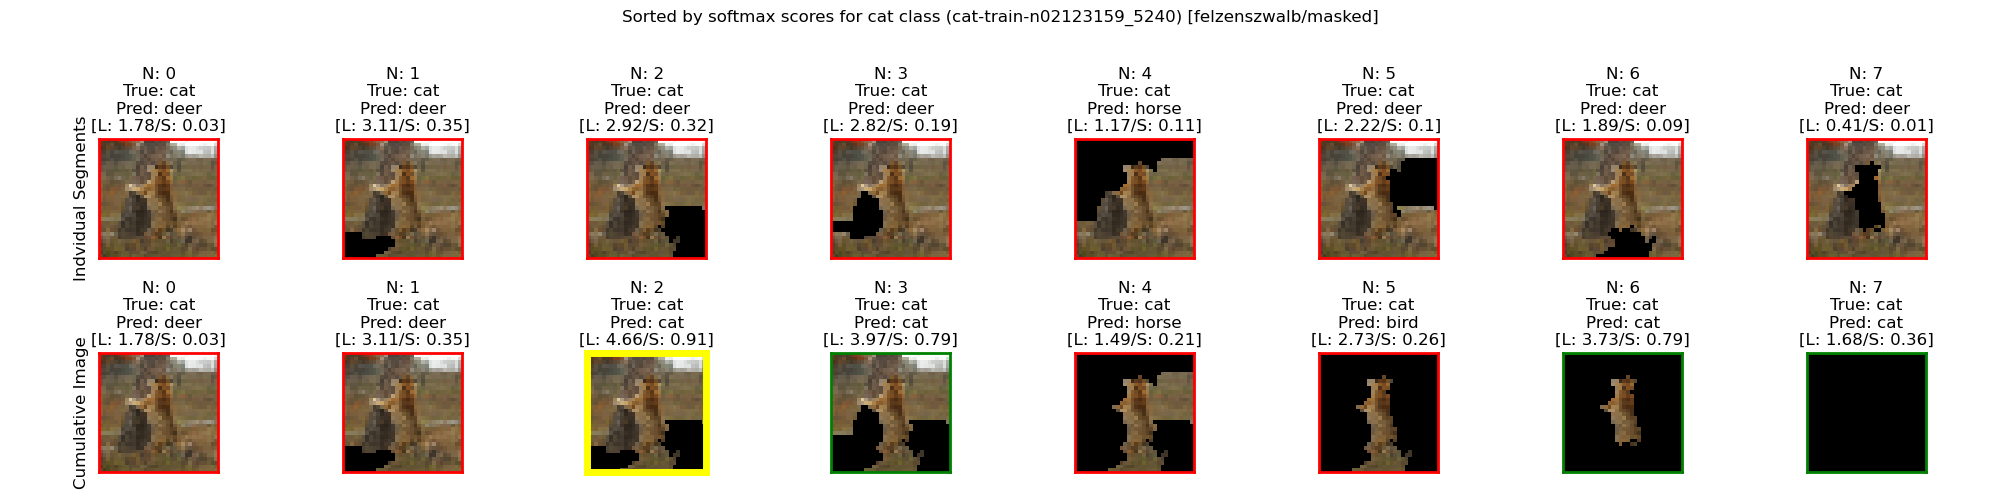 Sorted by softmax scores for cat class (cat-train-n02123159_5240) [felzenszwalb/masked]
Indvidual Segments
N: 0
True: cat
Pred: deer
[L: 1.78/S: 0.03]
N: 1
True: cat
Pred: deer
[L: 3.11/S: 0.35]
N: 2
True: cat
Pred: deer
[L: 2.92/S: 0.32]
N: 3
True: cat
Pred: deer
[L: 2.82/S: 0.19]
N: 4
True: cat
Pred: horse
[L: 1.17/S: 0.11]
N: 5
True: cat
Pred: deer
[L: 2.22/S: 0.1]
N: 6
True: cat
Pred: deer
[L: 1.89/S: 0.09]
N: 7
True: cat
Pred: deer
[L: 0.41/S: 0.01]
Cumulative Image
N: 0
True: cat
Pred: deer
[L: 1.78/S: 0.03]
N: 1
True: cat
Pred: deer
[L: 3.11/S: 0.35]
N: 2
True: cat
Pred: cat
[L: 4.66/S: 0.91]
N: 3
True: cat
Pred: cat
[L: 3.97/S: 0.79]
N: 4
True: cat
Pred: horse
[L: 1.49/S: 0.21]
N: 5
True: cat
Pred: bird
[L: 2.73/S: 0.26]
N: 6
True: cat
Pred: cat
[L: 3.73/S: 0.79]
N: 7
True: cat
Pred: cat
[L: 1.68/S: 0.36]